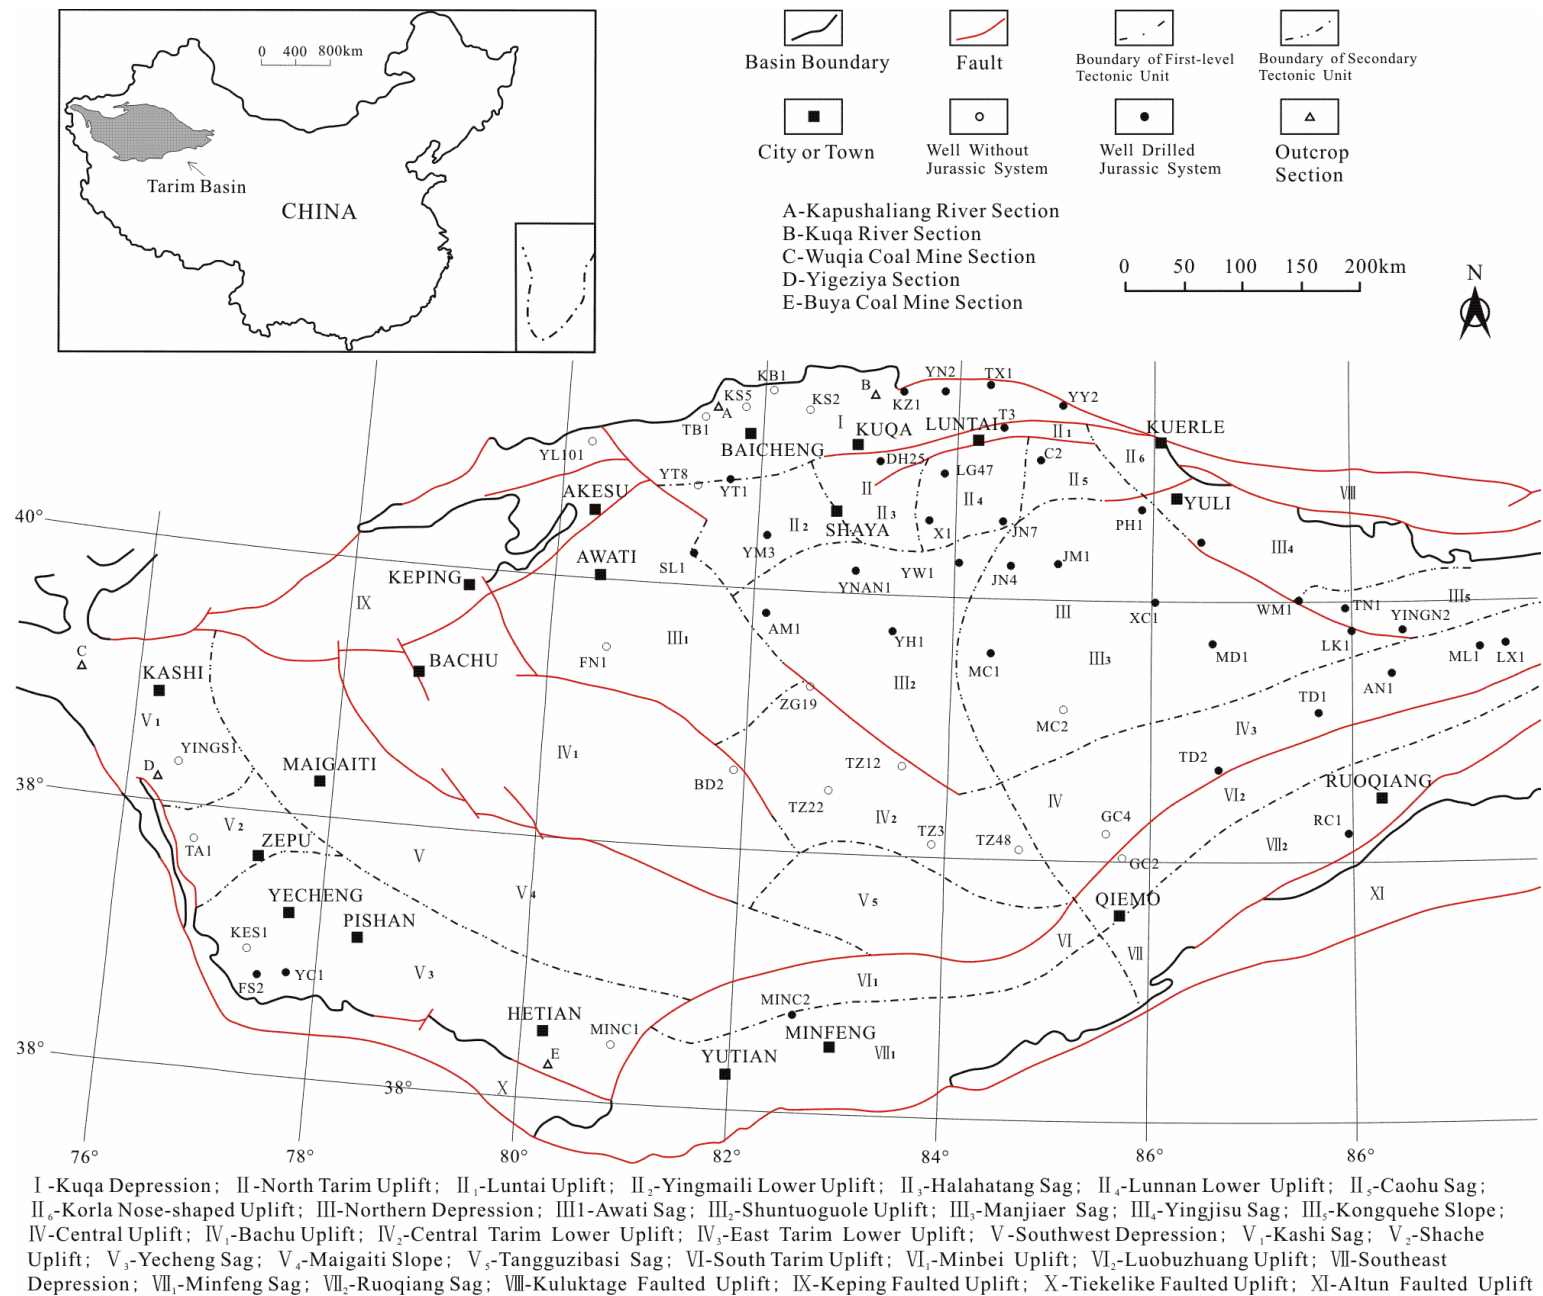 0 400 800km
Tarim Basin
CHINA
Basin Boundary
Fault
Boundary of First-level
Tectonic Unit
Boundary of Secondary
Tectonic Unit
City or Town
Well Without
Jurassic System
Well Drilled
Jurassic System
Outcrop
Section
A-Kapushaliang River Section
B-Kuqa River Section
C-Wuqia Coal Mine Section
D-Yigeziya Section
E-Buya Coal Mine Section
0 50 100 150 200km
N
KB1
KS5
A
KS2
B
KZ1
YN2
TX1
YY2
TB1
BAICHENG
I
KUQA
LUNTAI
T3
II1
KUERLE
YL101
YT8
YT1
DH25
LG47
C2
II6
AKESU
II
II4
II5
YULI
VIII
40°
II2
SHAYA
II3
X1
JN7
PH1
YM3
III4
KEPING
AWATI
SL1
YNAN1
YW1
JN4
JM1
IX
AM1
III
XC1
WM1
TN1
III5
YINGN2
C
BACHU
FN1
III1
YH1
MC1
III3
MD1
LK1
ML1
LX1
KASHI
ZG19
III2
MC2
TD1
AN1
V1
YINGS1
IV1
IV3
D
MAIGAITI
BD2
TZ12
TD2
RUOQIANG
38°
TZ22
IV2
IV
VI2
V2
TZ3
TZ48
GC4
RC1
TA1
ZEPU
V
GC2
VII2
YECHENG
V4
V5
QIEMO
XI
PISHAN
KES1
VI
VII
FS2
YC1
V3
VI1
HETIAN
MINC1
MINC2
MINFENG
38°
E
YUTIAN
VII1
38°
X
76° 78° 80° 82° 84° 86° 86°
I-Kuqa Depression; II-North Tarim Uplift; II1-Luntai Uplift; II2-Yingmaili Lower Uplift; II3-Halahatang Sag; II4-Lunnan Lower Uplift; II5-Caohu Sag;
II6-Korla Nose-shaped Uplift; III-Northern Depression; III1-Awati Sag; III2-Shuntuoguole Uplift; III3-Manjiaer Sag; III4-Yingjisu Sag; III5-Kongquehe Slope;
IV-Central Uplift; IV1-Bachu Uplift; IV2-Central Tarim Lower Uplift; IV3-East Tarim Lower Uplift; V-Southwest Depression; V1-Kashi Sag; V2-Shache
Uplift; V3-Yecheng Sag; V4-Maigaiti Slope; V5-Tangguzibasi Sag; VI-South Tarim Uplift; VI1-Minbei Uplift; VI2-Luobuzhuang Uplift; VII-Southeast
Depression; VII1-Minfeng Sag; VII2-Ruoqiang Sag; VIII-Kuluktage Faulted Uplift; IX-Keping Faulted Uplift; X-Tiekelike Faulted Uplift; XI-Altun Faulted Uplift